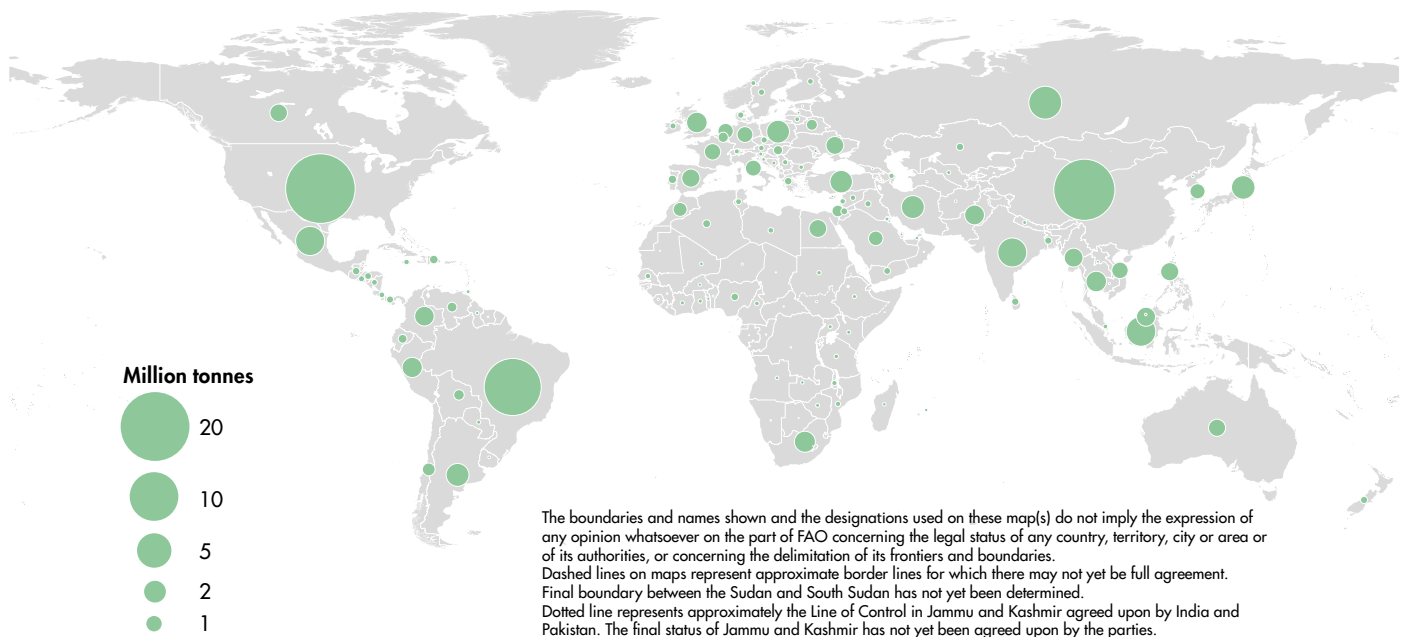 Million tonnes
20
10
5
2
1
The boundaries and names shown and the designations used on these map(s) do not imply the expression of
any opinion whatsoever on the part of FAO concerning the legal status of any country, territory, city or area or
of its authorities, or concerning the delimitation of its frontiers and boundaries.
Dashed lines on maps represent approximate border lines for which there may not yet be full agreement.
Final boundary between the Sudan and South Sudan has not yet been determined.
Dotted line represents approximately the Line of Control in Jammu and Kashmir agreed upon by India and
Pakistan. The final status of Jammu and Kashmir has not yet been agreed upon by the parties.